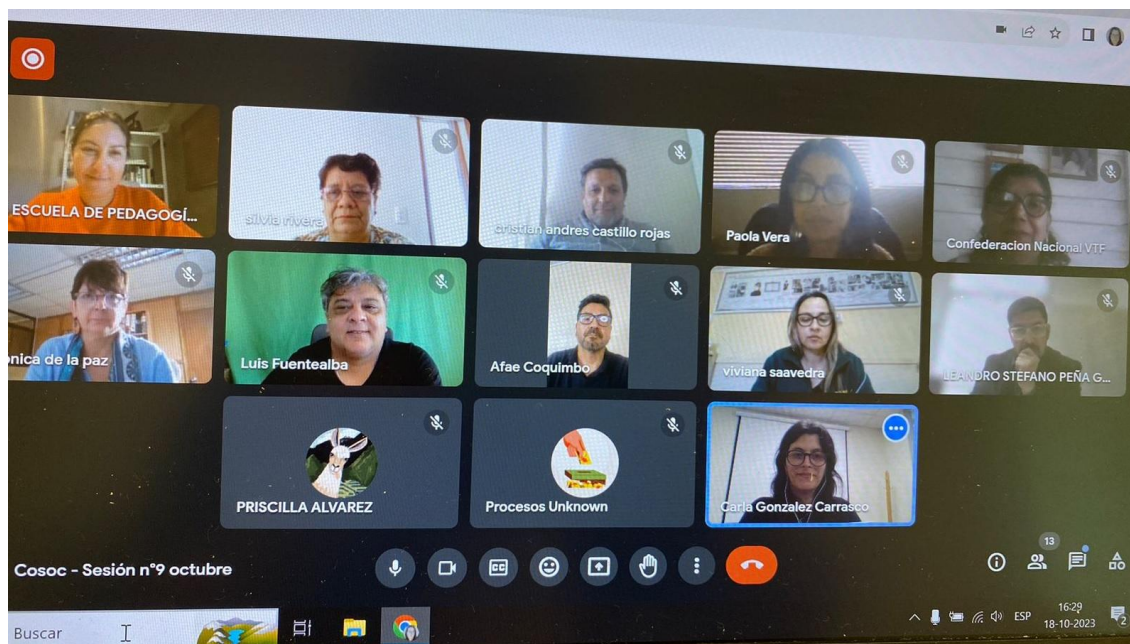 ESCUELA DE PEDAGOGÍ...
silvia rivera
cristian andres castillo rojas
Paola Vera
Confederacion Nacional VTF
nica de la paz
Luis Fuentealba
Afae Coquimbo
viviana saavedra
LEANDRO STEFANO PEÑA G...
PRISCILLA ALVAREZ
Procesos Unknown
Carla Gonzalez Carrasco
13
Cosoc - Sesión n°9 octubre
CC
Buscar
ESP
16:29
18-10-2023
2